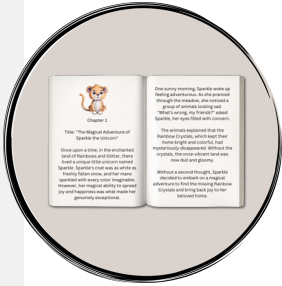 Chapter 1
Title: "The Magical Adventure of
Sparkle the Unicorn"
Once upon a time, in the enchanted
land of Rainbows and Glitter, there
lived a unique little unicorn named
Sparkle. Sparkle's coat was as white as
freshly fallen snow, and her mane
sparkled with every color imaginable.
However, her magical ability to spread
joy and happiness was what made her
genuinely exceptional.
One sunny morning, Sparkle woke up
feeling adventurous. As she pranced
through the meadow, she noticed a
group of animals looking sad.
"What's wrong, my friends?" asked
Sparkle, her eyes filled with concern.
The animals explained that the
Rainbow Crystals, which kept their
home bright and colorful, had
mysteriously disappeared. Without the
crystals, the once-vibrant land was
now dull and gloomy.
Without a second thought, Sparkle
decided to embark on a magical
adventure to find the missing Rainbow
Crystals and bring back joy to her
beloved home.